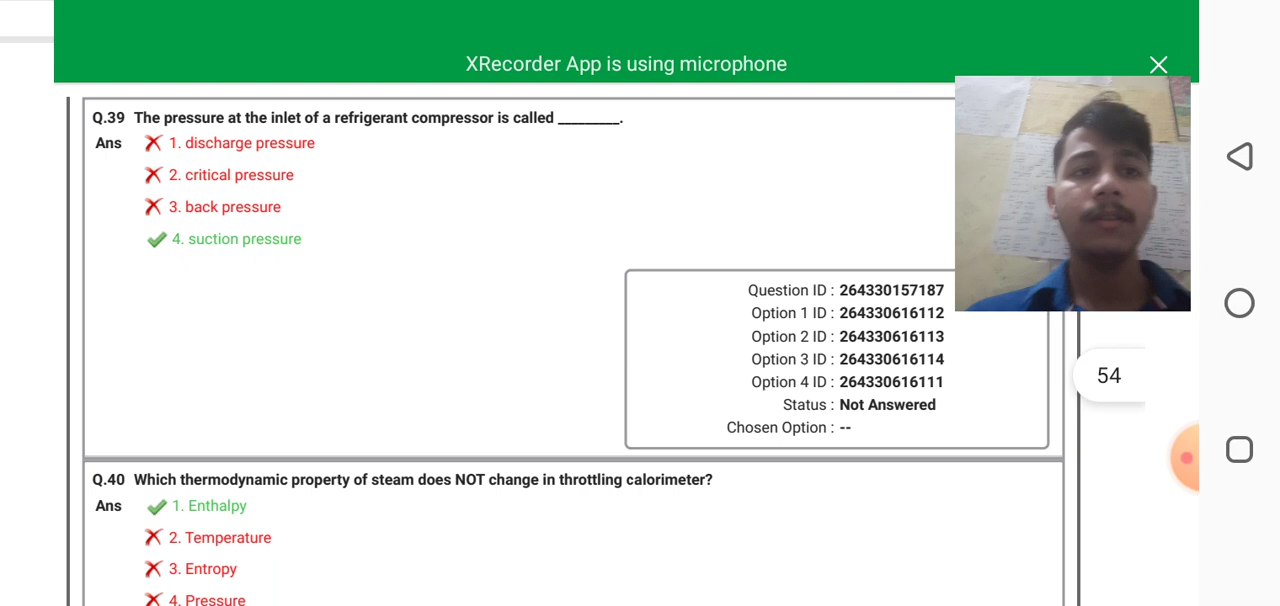 XRecorder App is using microphone
Q.39 The pressure at the inlet of a refrigerant compressor is called ________.
Ans 1. discharge pressure
2. critical pressure
3. back pressure
4. suction pressure
Question ID : 264330157187
Option 1 ID : 264330616112
Option 2 ID : 264330616113
Option 3 ID : 264330616114
Option 4 ID : 264330616111
Status : Not Answered
Chosen Option : --
54
Q.40 Which thermodynamic property of steam does NOT change in throttling calorimeter?
Ans 1. Enthalpy
2. Temperature
3. Entropy
4. Pressure